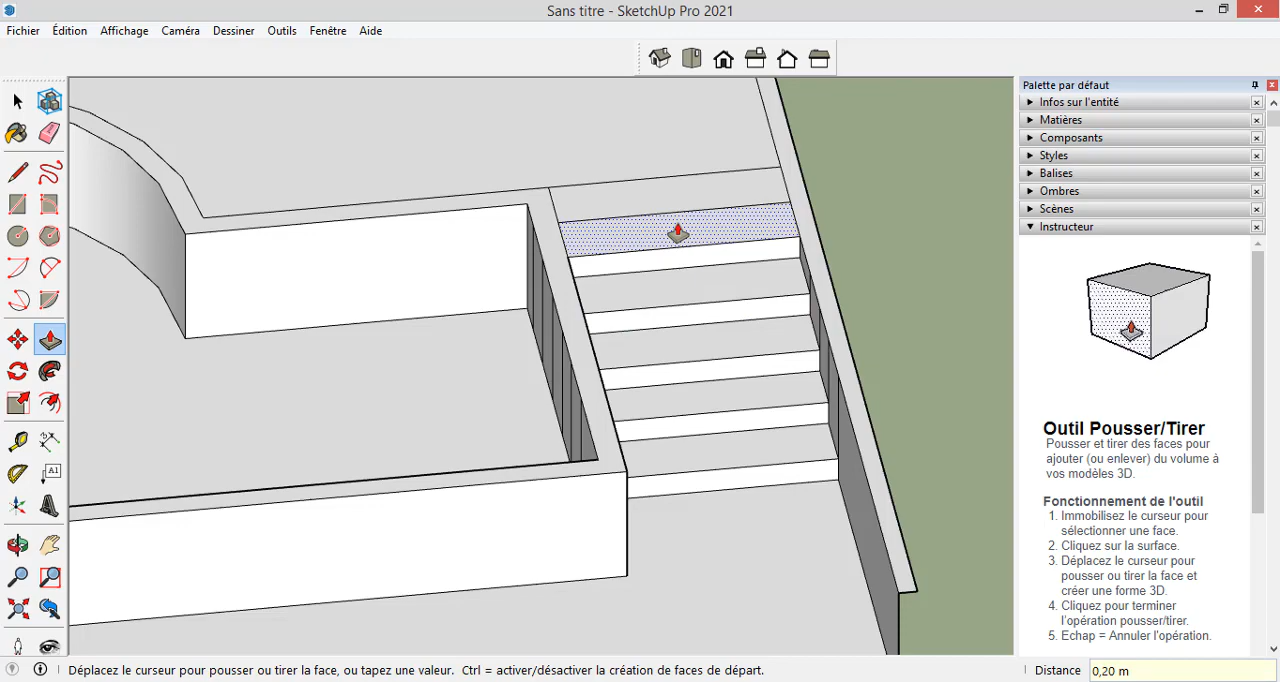 Sans titre - SketchUp Pro 2021
Fichier Édition Affichage Caméra Dessiner Outils Fenêtre Aide
Palette par défaut
Infos sur l'entité
Matières
Composants
Styles
Balises
Ombres
Scènes
Instructeur
A1
Outil Pousser/Tirer
Pousser et tirer des faces pour
ajouter (ou enlever) du volume à
vos modèles 3D.
Fonctionnement de l'outil
1. Immobilisez le curseur pour
sélectionner une face.
2. Cliquez sur la surface.
3. Déplacez le curseur pour
pousser ou tirer la face et
créer une forme 3D.
4. Cliquez pour terminer
l'opération pousser/tirer.
5. Echap = Annuler l'opération.
Déplacez le curseur pour pousser ou tirer la face, ou tapez une valeur. Ctrl = activer/désactiver la création de faces de départ.
Distance 0,20 m